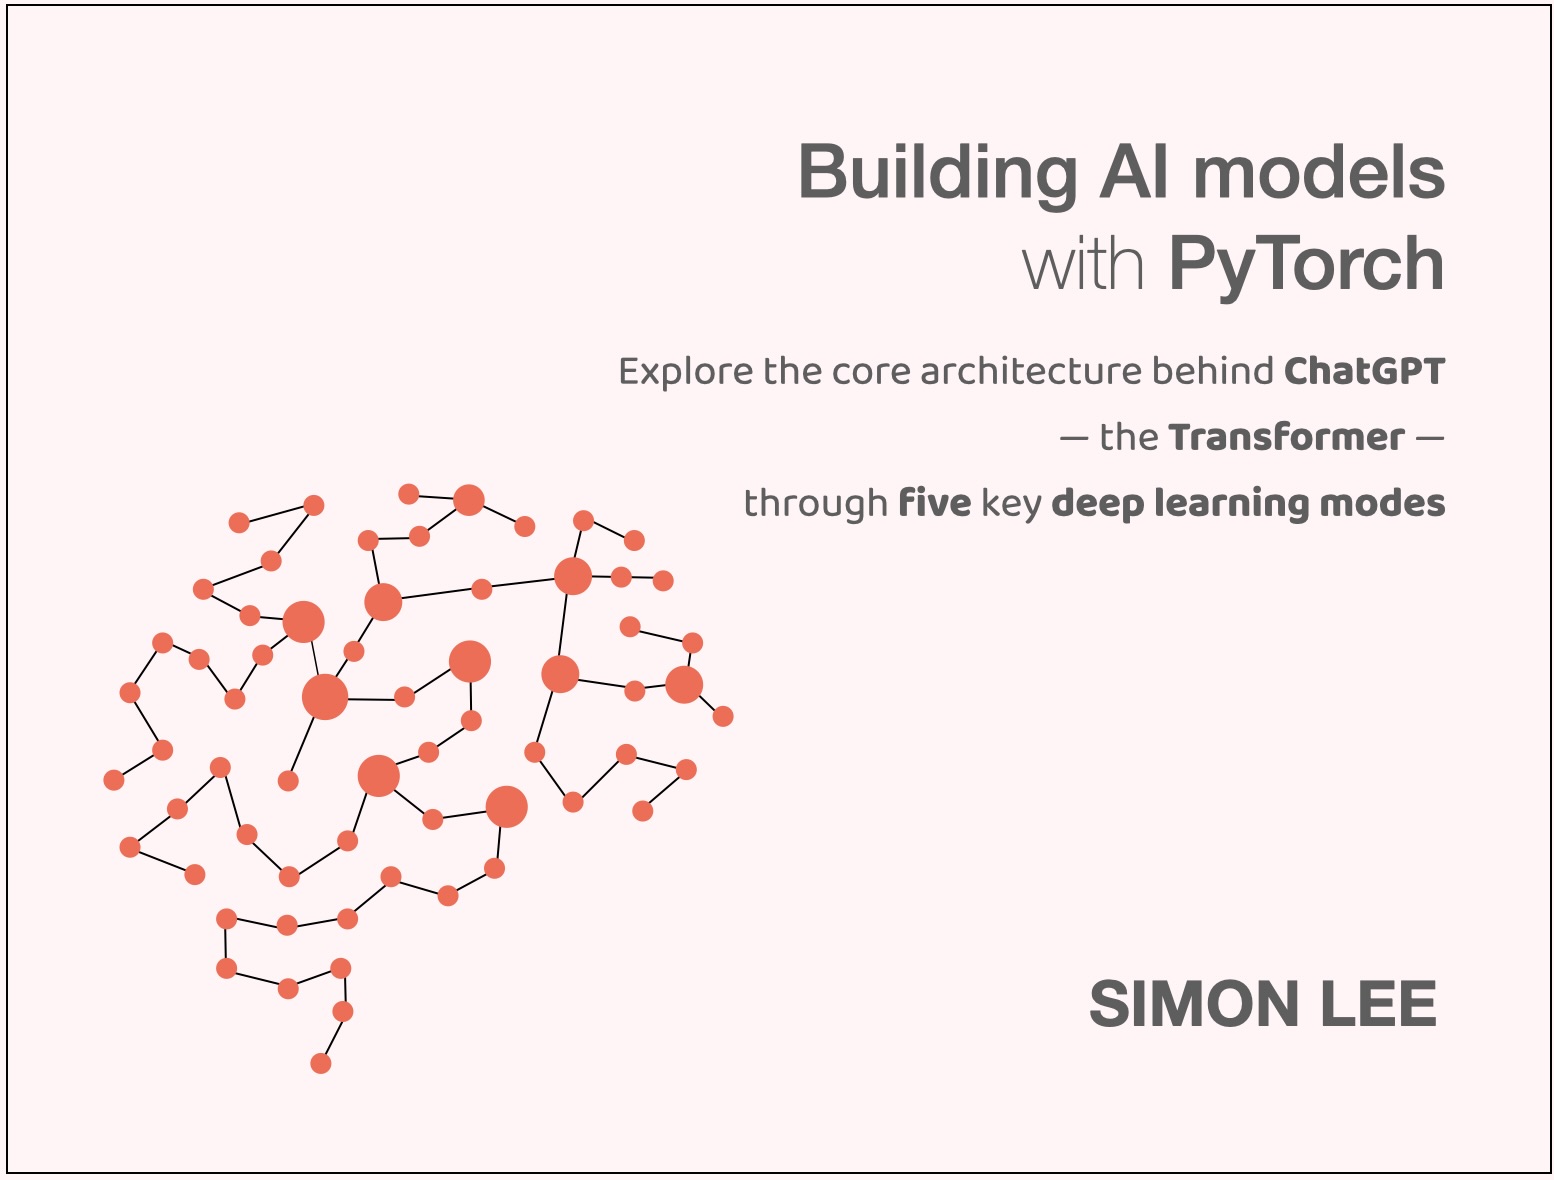 Building AI models
with PyTorch
Explore the core architecture behind ChatGPT
— the Transformer —
through five key deep learning modes
SIMON LEE